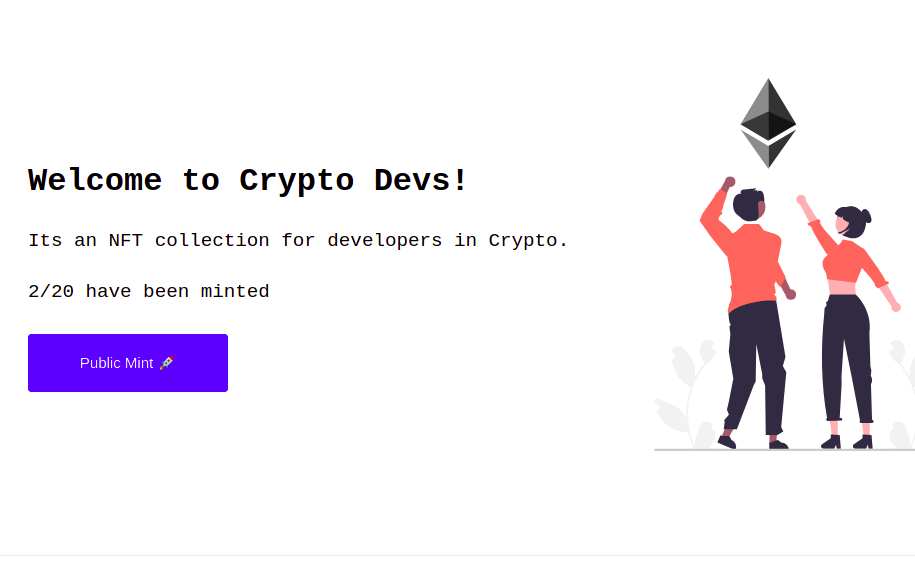 Welcome to Crypto Devs!
Its an NFT collection for developers in Crypto.
2/20 have been minted
Public Mint 🚀